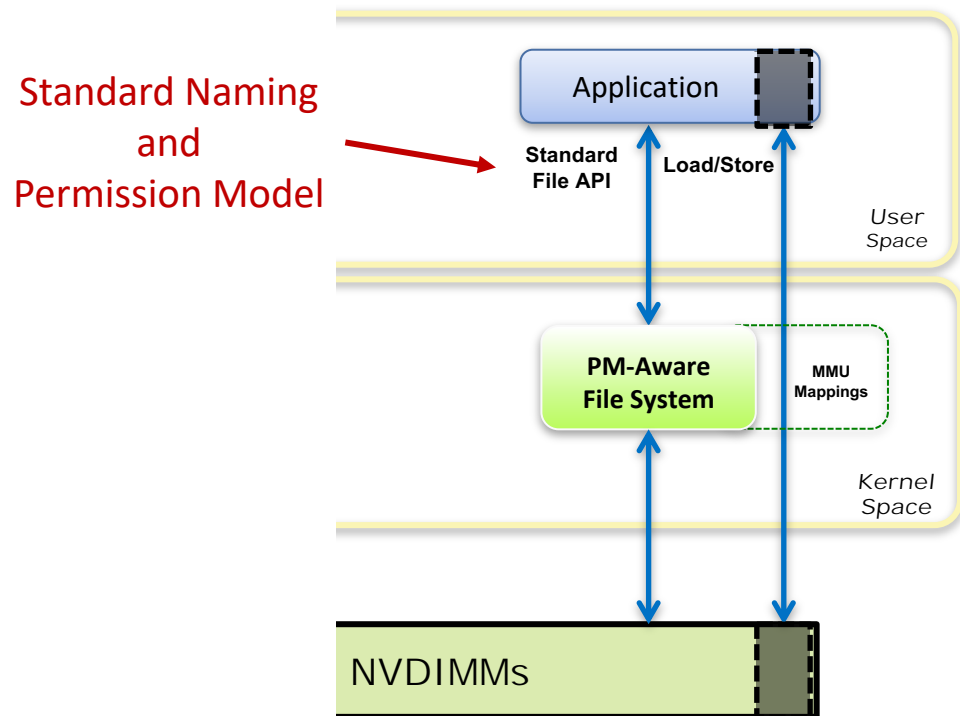 Standard Naming
and
Permission Model
Application
Standard
File API
Load/Store
User
Space
PM-Aware
File System
MMU
Mappings
Kernel
Space
NVDIMMs